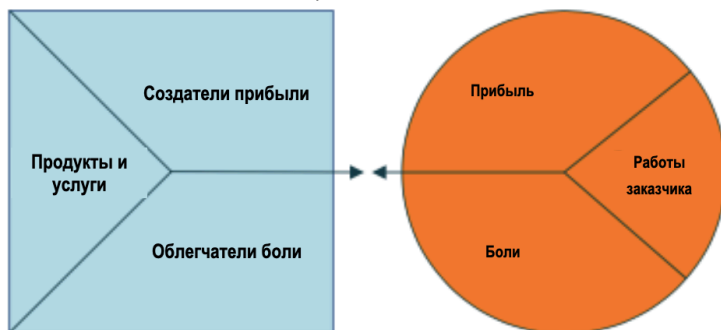 Создатели прибыли
Продукты и
услуги
Облегчатели боли
Прибыль
Работы
заказчика
Боли